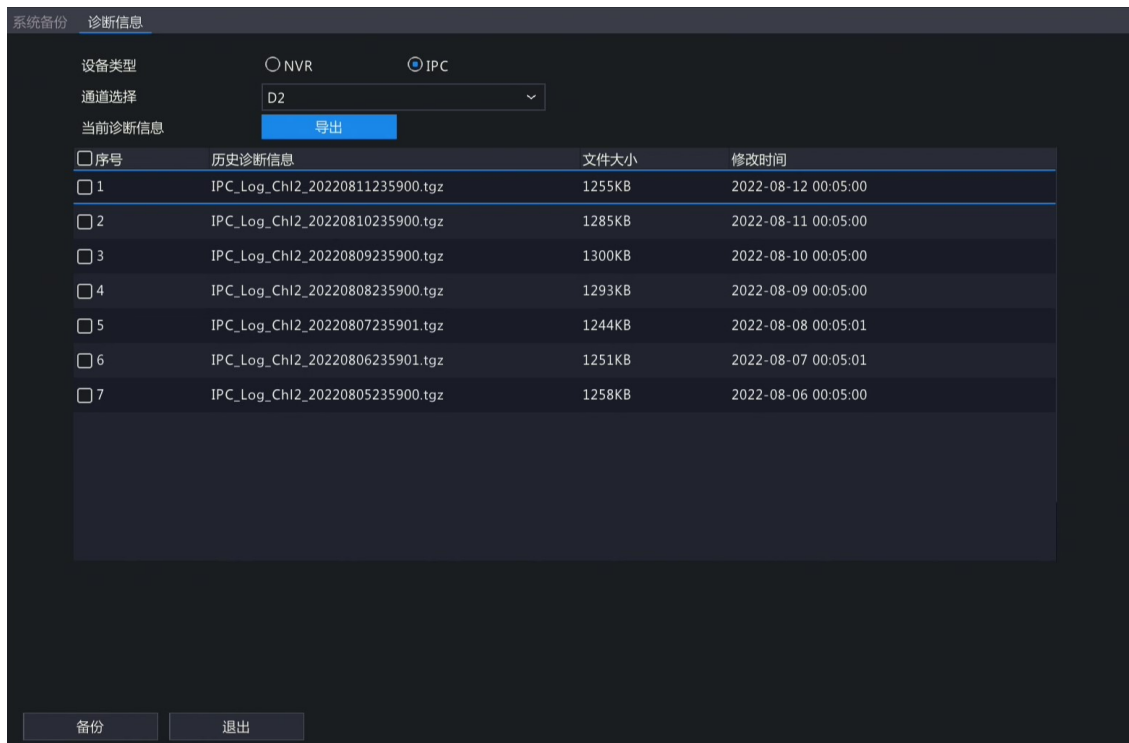 系统备份 诊断信息
设备类型 NVR IPC
通道选择 D2
当前诊断信息 导出
序号 历史诊断信息 文件大小 修改时间
1 IPC_Log_Chl2_20220811235900.tgz 1255KB 2022-08-12 00:05:00
2 IPC_Log_Chl2_20220810235900.tgz 1285KB 2022-08-11 00:05:00
3 IPC_Log_Chl2_20220809235900.tgz 1300KB 2022-08-10 00:05:00
4 IPC_Log_Chl2_20220808235900.tgz 1293KB 2022-08-09 00:05:00
5 IPC_Log_Chl2_20220807235901.tgz 1244KB 2022-08-08 00:05:01
6 IPC_Log_Chl2_20220806235901.tgz 1251KB 2022-08-07 00:05:01
7 IPC_Log_Chl2_20220805235900.tgz 1258KB 2022-08-06 00:05:00
备份 退出